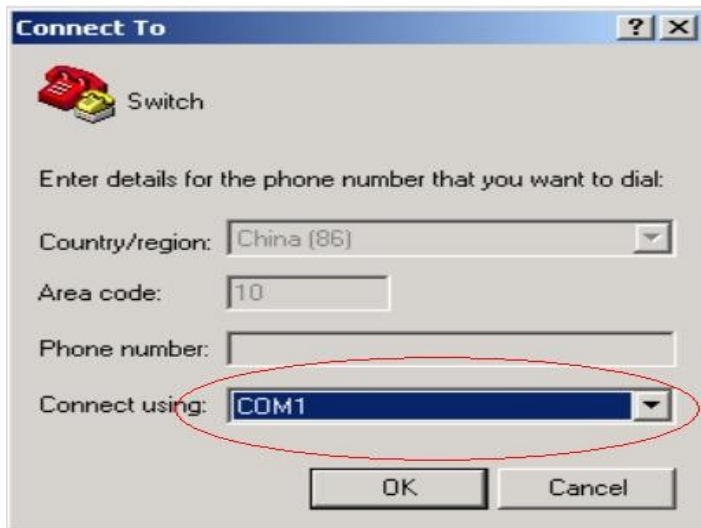 Connect To
Switch
Enter details for the phone number that you want to dial:
Country/region: China (86)
Area code: 10
Phone number:
Connect using: COM1
OK Cancel